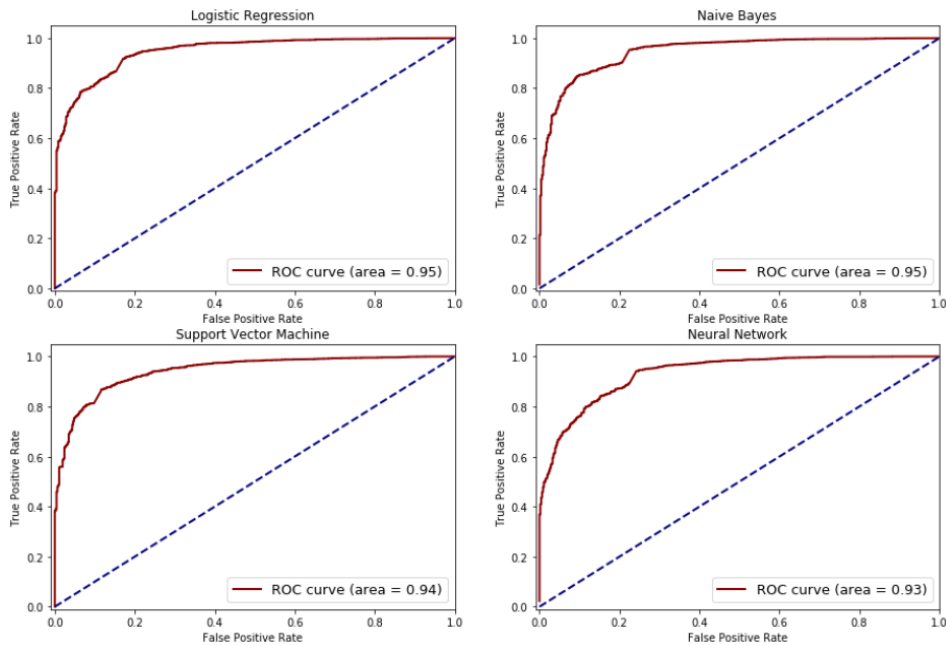 Logistic Regression
1.0
0.8
0.6
0.4
0.2
0.0
True Positive Rate
ROC curve (area = 0.95)
0.0 0.2 0.4 0.6 0.8 1.0
False Positive Rate
Naive Bayes
1.0
0.8
0.6
0.4
0.2
0.0
True Positive Rate
ROC curve (area = 0.95)
0.0 0.2 0.4 0.6 0.8 1.0
False Positive Rate
Support Vector Machine
1.0
0.8
0.6
0.4
0.2
0.0
True Positive Rate
ROC curve (area = 0.94)
0.0 0.2 0.4 0.6 0.8 1.0
False Positive Rate
Neural Network
1.0
0.8
0.6
0.4
0.2
0.0
True Positive Rate
ROC curve (area = 0.93)
0.0 0.2 0.4 0.6 0.8 1.0
False Positive Rate